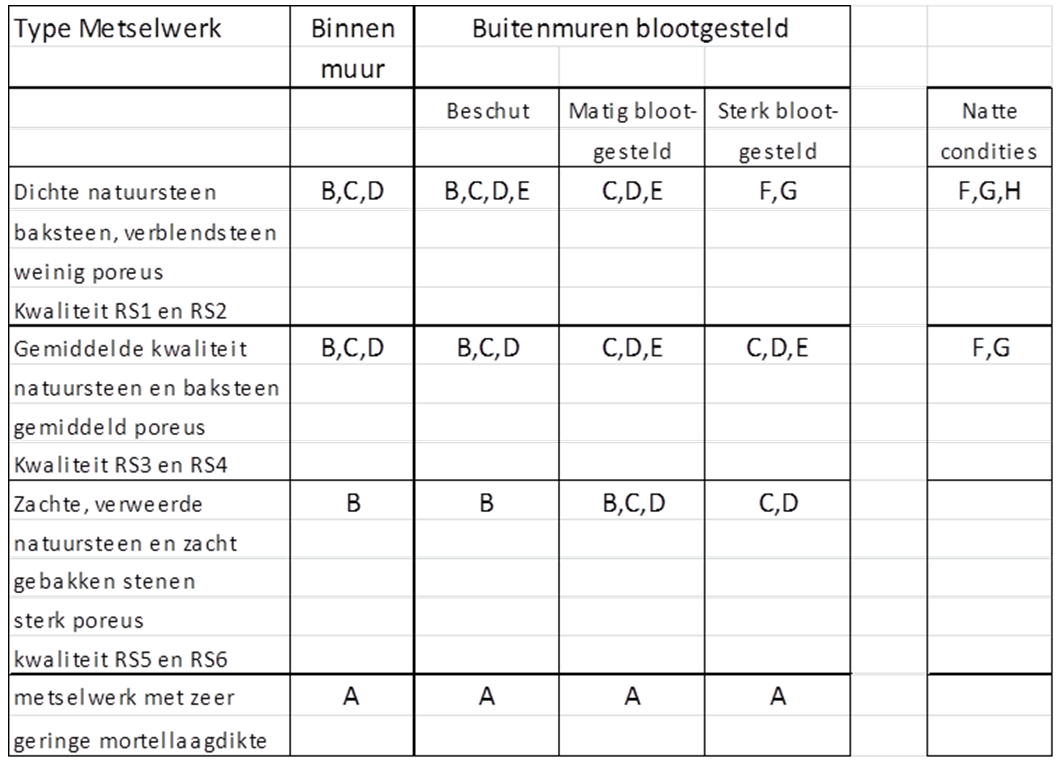 Type Metselwerk Binnen Buitenmuren blootgesteld
muur
Beschut Matig bloot- Sterk bloot- Natte
gesteld gesteld condities
Dichte natuursteen B,C,D B,C,D,E C,D,E F,G F,G,H
baksteen, verblendsteen
weinig poreus
Kwaliteit RS1 en RS2
Gemiddelde kwaliteit B,C,D B,C,D C,D,E C,D,E F,G
natuursteen en baksteen
gemiddeld poreus
Kwaliteit RS3 en RS4
Zachte, verweerde B B B,C,D C,D
natuursteen en zacht
gebakken stenen
sterk poreus
kwaliteit RS5 en RS6
metselwerk met zeer A A A A
geringe mortellaagdikte